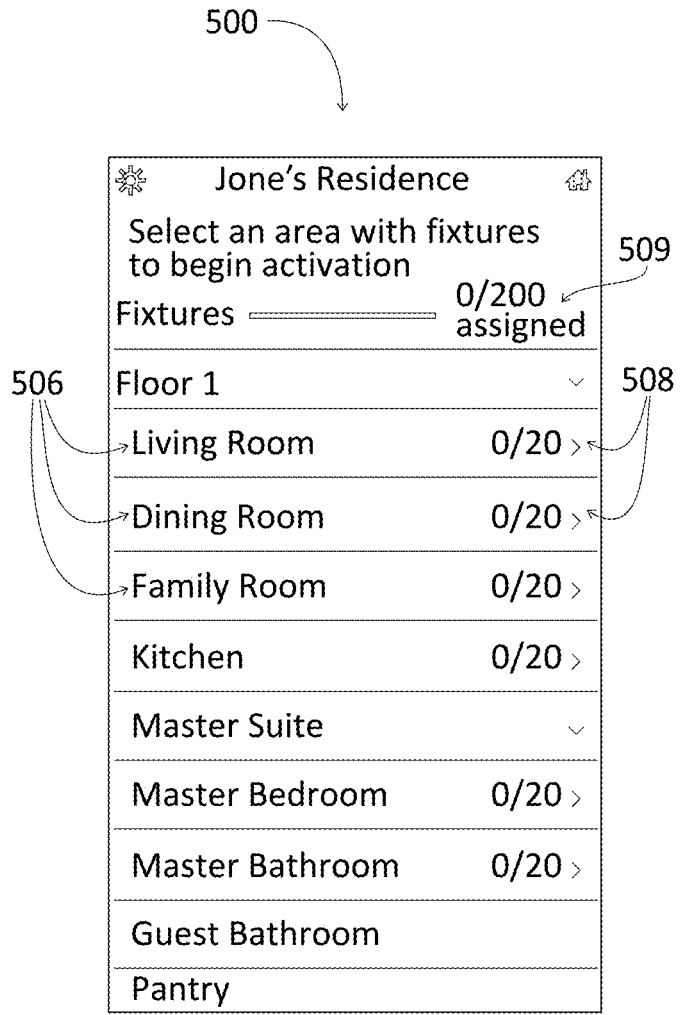 500
Jone's Residence
Select an area with fixtures
to begin activation
509
Fixtures
0/200
assigned
506
508
Floor 1
Living Room 0/20 >
Dining Room 0/20 >
Family Room 0/20 >
Kitchen 0/20 >
Master Suite
Master Bedroom 0/20 >
Master Bathroom 0/20 >
Guest Bathroom
Pantry